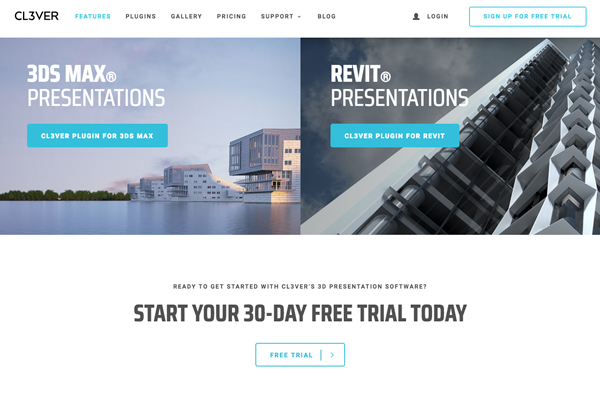 CL3VER FEATURES PLUGINS GALLERY PRICING SUPPORT BLOG LOGIN SIGN UP FOR FREE TRIAL
3DS MAX®
PRESENTATIONS
CL3VER PLUGIN FOR 3DS MAX
REVIT®
PRESENTATIONS
CL3VER PLUGIN FOR REVIT
READY TO GET STARTED WITH CL3VER'S 3D PRESENTATION SOFTWARE?
START YOUR 30-DAY FREE TRIAL TODAY
FREE TRIAL